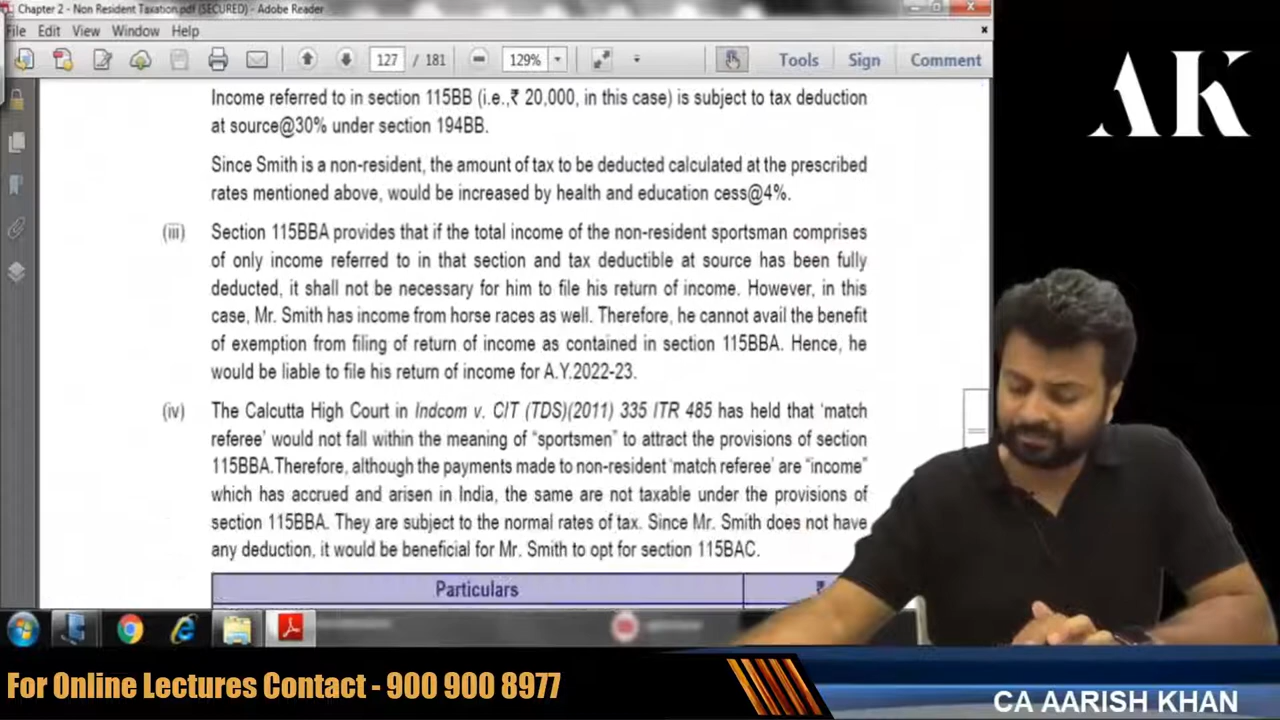 Chapter 2 - Non Resident Taxation.pdf (SECURED) - Adobe Reader
File Edit View Window Help
127 / 181 129% Tools Sign Comment
AK
Income referred to in section 115BB (i.e.,₹ 20,000, in this case) is subject to tax deduction
at source@30% under section 194BB.
Since Smith is a non-resident, the amount of tax to be deducted calculated at the prescribed
rates mentioned above, would be increased by health and education cess@4%.
(iii) Section 115BBA provides that if the total income of the non-resident sportsman comprises
of only income referred to in that section and tax deductible at source has been fully
deducted, it shall not be necessary for him to file his return of income. However, in this
case, Mr. Smith has income from horse races as well. Therefore, he cannot avail the benefit
of exemption from filing of return of income as contained in section 115BBA. Hence, he
would be liable to file his return of income for A.Y.2022-23.
(iv) The Calcutta High Court in Indcom v. CIT (TDS)(2011) 335 ITR 485 has held that ‘match
referee’ would not fall within the meaning of “sportsmen” to attract the provisions of section
115BBA.Therefore, although the payments made to non-resident ‘match referee’ are “income”
which has accrued and arisen in India, the same are not taxable under the provisions of
section 115BBA. They are subject to the normal rates of tax. Since Mr. Smith does not have
any deduction, it would be beneficial for Mr. Smith to opt for section 115BAC.
Particulars ₹
For Online Lectures Contact - 900 900 8977
CA AARISH KHAN